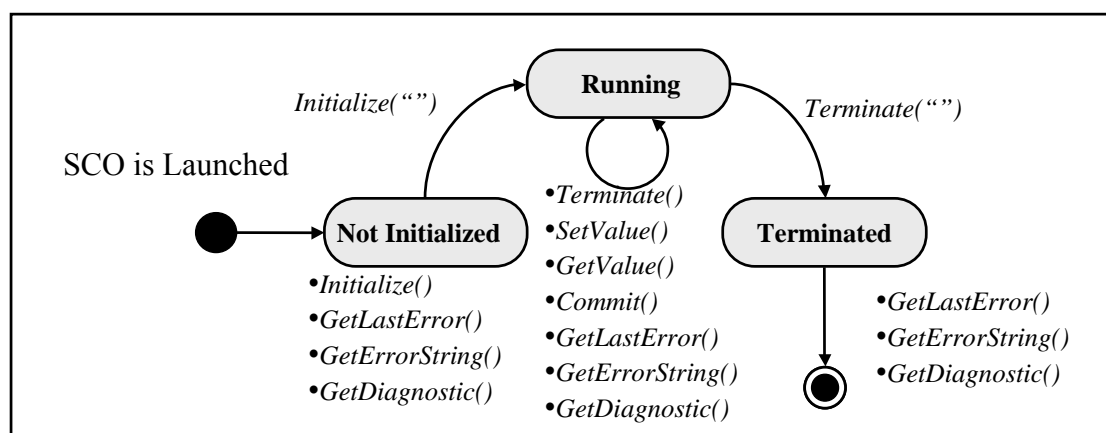 Running
Initialize(“”)
Terminate(“”)
SCO is Launched
Not Initialized
Terminated
•Initialize()
•GetLastError()
•GetErrorString()
•GetDiagnostic()
•Terminate()
•SetValue()
•GetValue()
•Commit()
•GetLastError()
•GetErrorString()
•GetDiagnostic()
•GetLastError()
•GetErrorString()
•GetDiagnostic()